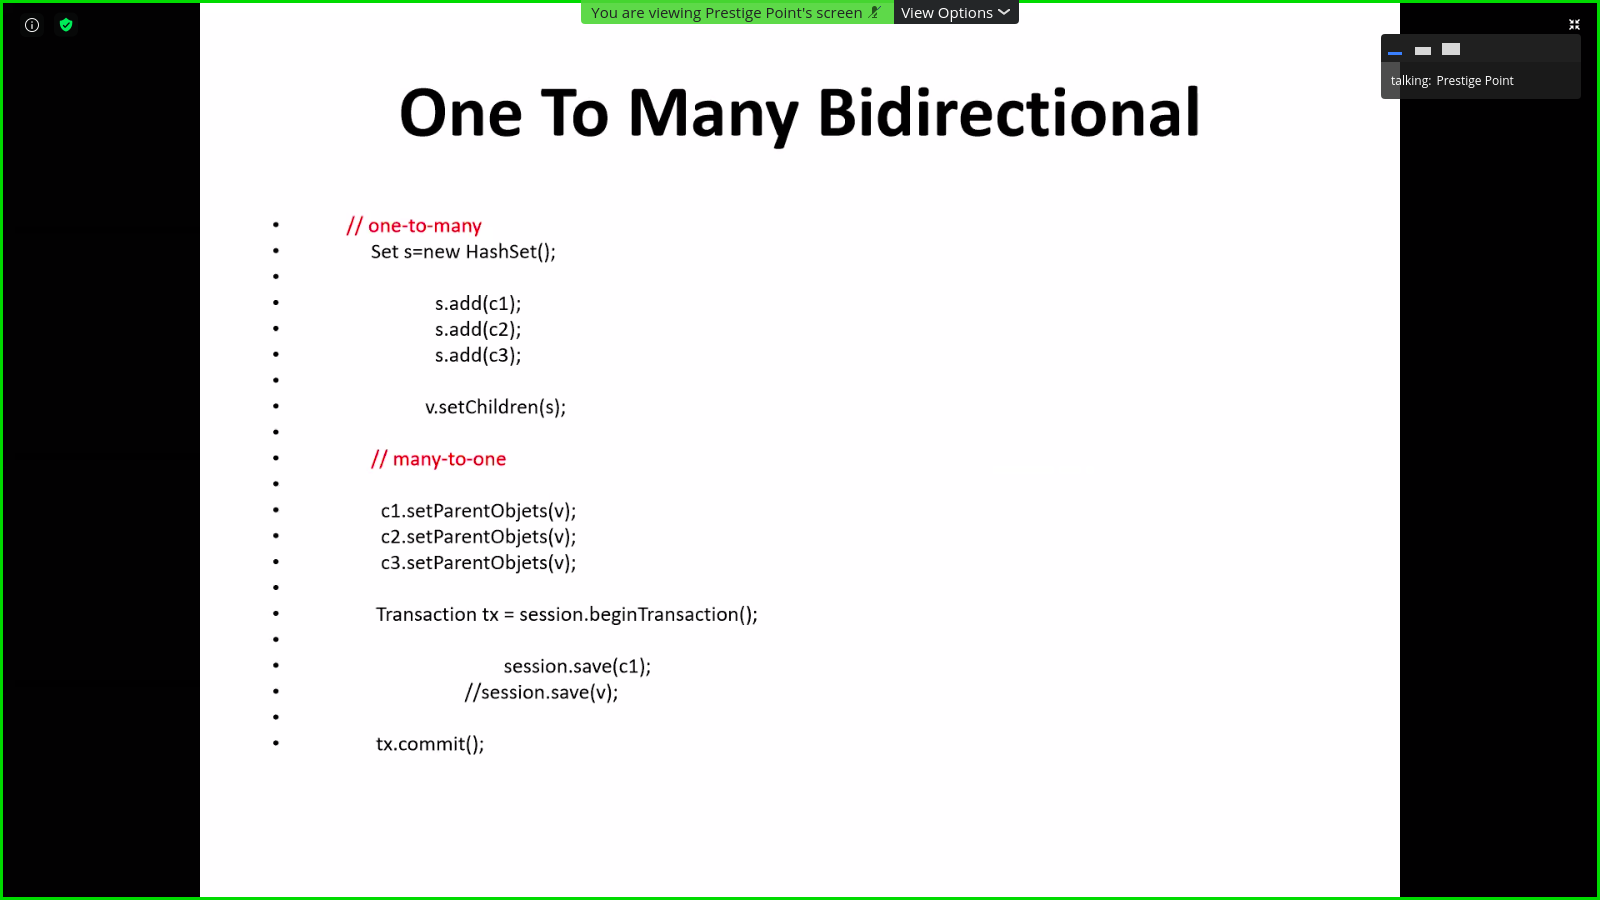 You are viewing Prestige Point's screen
View Options
talking: Prestige Point
One To Many Bidirectional
• // one-to-many
• Set s=new HashSet();
•
• s.add(c1);
• s.add(c2);
• s.add(c3);
•
• v.setChildren(s);
•
• // many-to-one
•
• c1.setParentObjets(v);
• c2.setParentObjets(v);
• c3.setParentObjets(v);
•
• Transaction tx = session.beginTransaction();
•
• session.save(c1);
• //session.save(v);
•
• tx.commit();